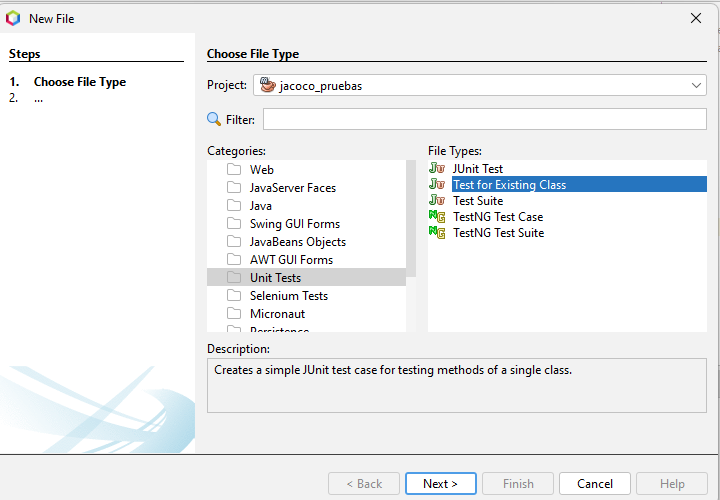 New File
Steps
1. Choose File Type
2. ...
Choose File Type
Project: jacoco_pruebas
Filter:
Categories:
Web
JavaServer Faces
Java
Swing GUI Forms
JavaBeans Objects
AWT GUI Forms
Unit Tests
Selenium Tests
Micronaut
Persistence
File Types:
JUnit Test
Test for Existing Class
Test Suite
TestNG Test Case
TestNG Test Suite
Description:
Creates a simple JUnit test case for testing methods of a single class.
< Back
Next >
Finish
Cancel
Help